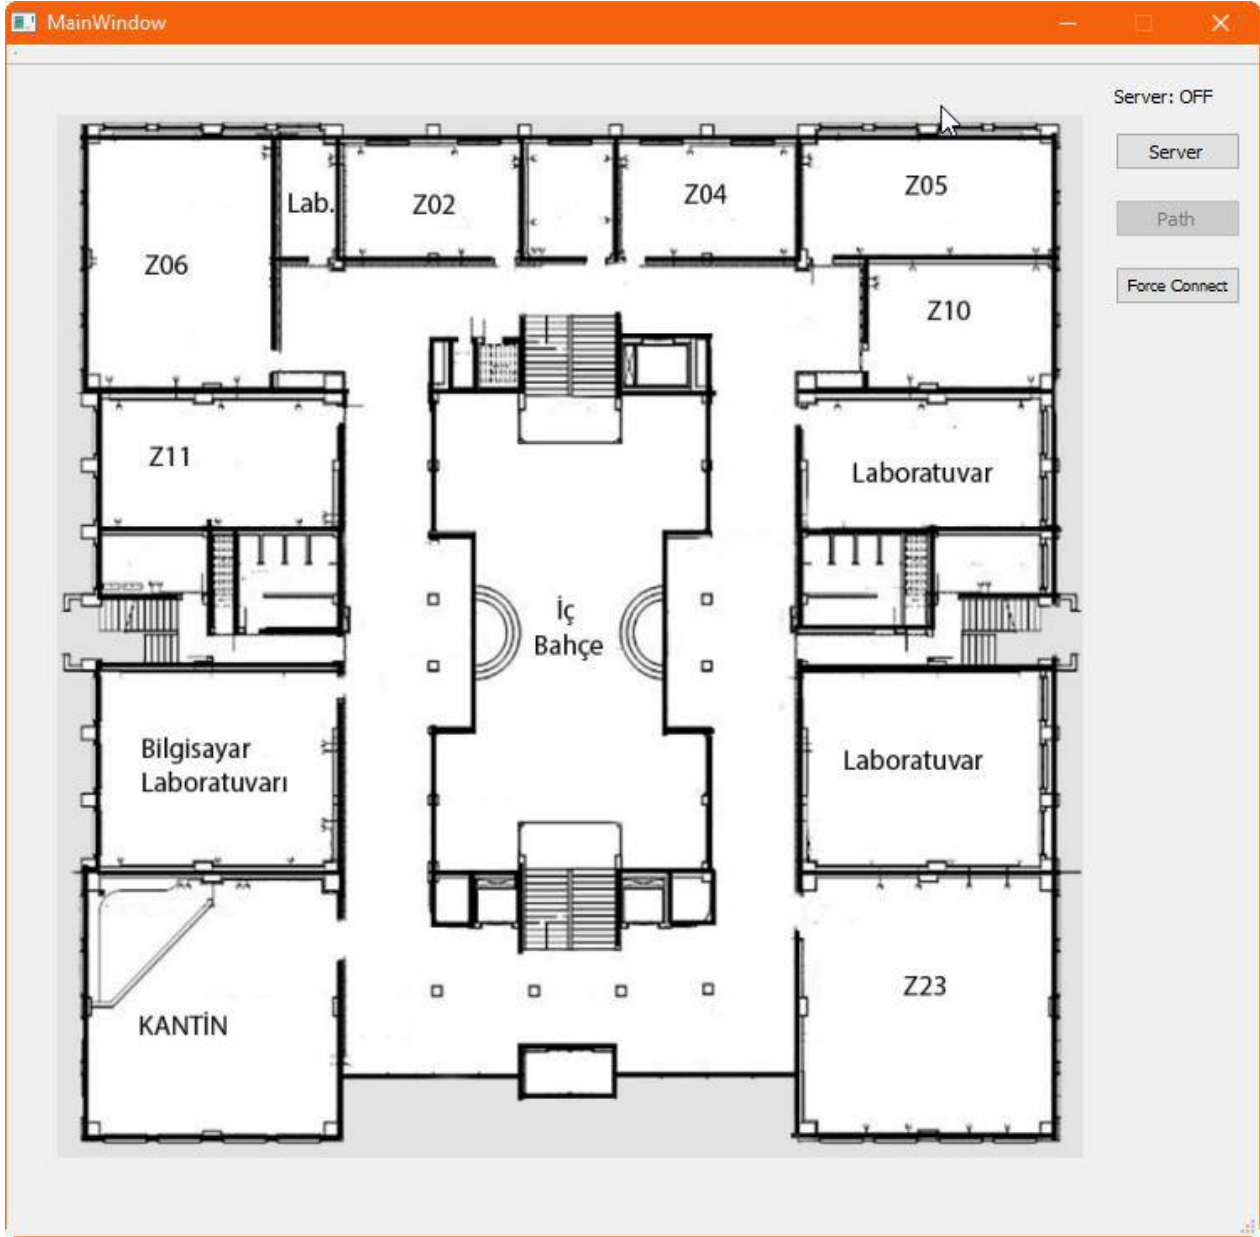 MainWindow
Server: OFF
Server
Path
Force Connect
Z06
Lab.
Z02
Z04
Z05
Z10
Z11
Laboratuvar
İç
Bahçe
Bilgisayar
Laboratuvarı
Laboratuvar
KANTİN
Z23